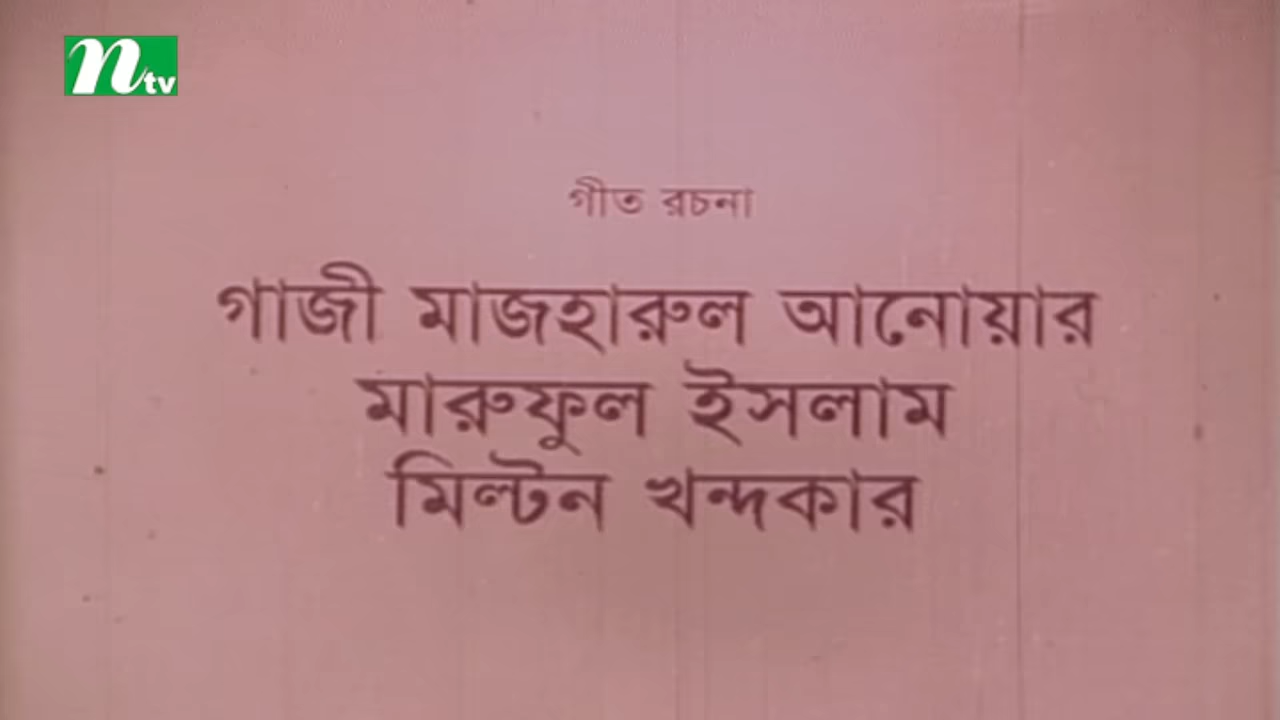 ntv
গীত রচনা
গাজী মাজহারুল আনোয়ার
মারুফুল ইসলাম
মিল্টন খন্দকার